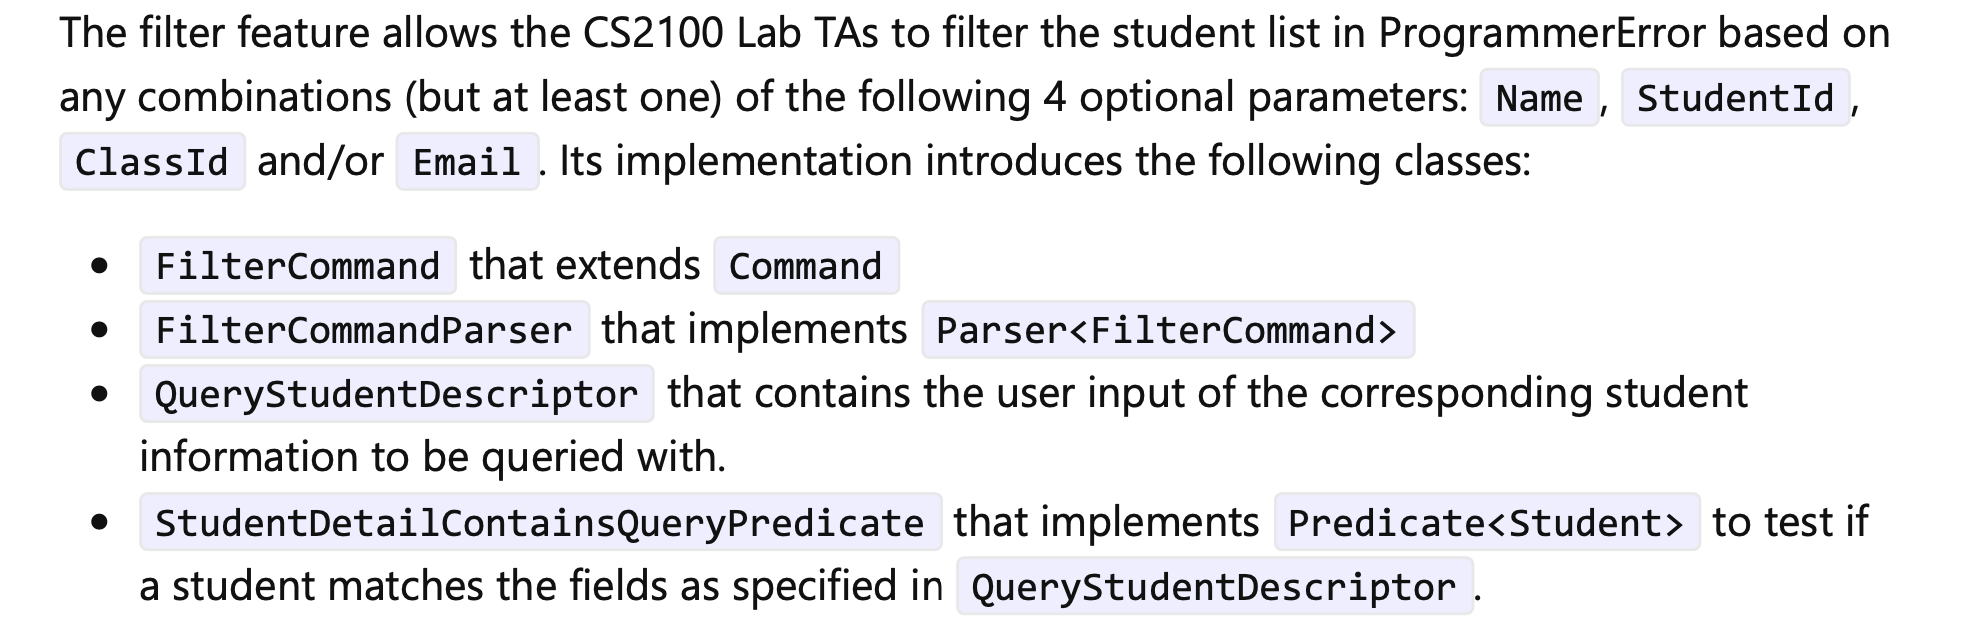 The filter feature allows the CS2100 Lab TAs to filter the student list in ProgrammerError based on
any combinations (but at least one) of the following 4 optional parameters: Name, StudentId,
ClassId and/or Email. Its implementation introduces the following classes:
• FilterCommand that extends Command
• FilterCommandParser that implements Parser<FilterCommand>
• QueryStudentDescriptor that contains the user input of the corresponding student
information to be queried with.
• StudentDetailContainsQueryPredicate that implements Predicate<Student> to test if
a student matches the fields as specified in QueryStudentDescriptor.